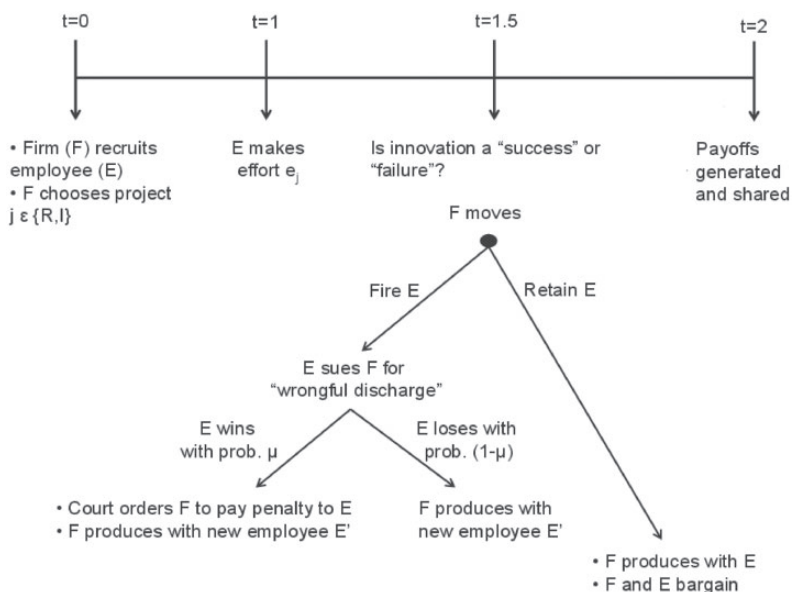 t=0
t=1
t=1.5
t=2
• Firm (F) recruits
employee (E)
• F chooses project
j ε {R,I}
E makes
effort ej
Is innovation a “success” or
“failure”?
Payoffs
generated
and shared
F moves
Fire E
Retain E
E sues F for
“wrongful discharge”
E wins
with prob. μ
E loses with
prob. (1-μ)
• Court orders F to pay penalty to E
• F produces with new employee E'
F produces with
new employee E'
• F produces with E
• F and E bargain